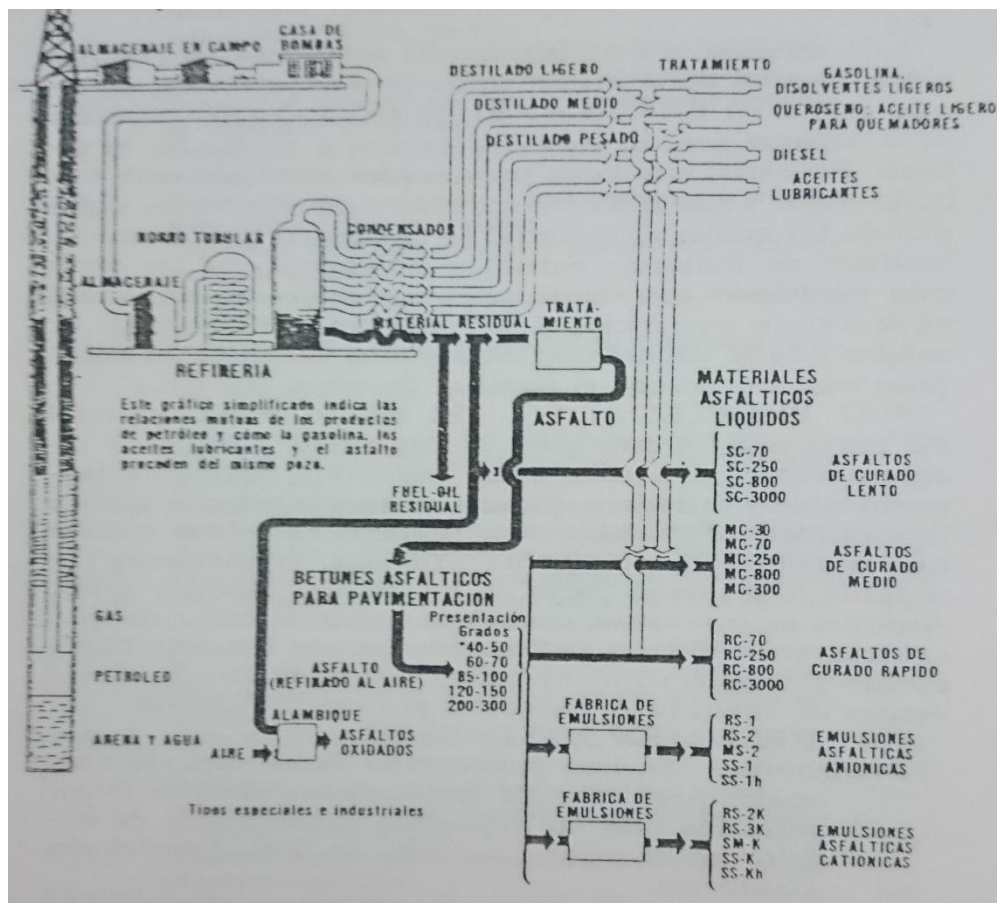 ALMACENAJE EN CAMPO
CASA DE
BOMBAS
DESTILADO LIGERO
DESTILADO MEDIO
DESTILADO PESADO
TRATAMIENTO
GASOLINA.
DISOLVENTES LIGEROS
QUEROSENO: ACEITE LIGERO
PARA QUEMADORES
DIESEL
ACEITES
LUBRICANTES
HORNO TUBULAR
CONDENSADOS
ALMACENAJE
MATERIAL RESIDUAL
TRATA-
MIENTO
REFINERIA
Este gráfico simplificado indica las
relaciones mutuas de los productos
de petróleo y como la gasolina, los
aceites lubricantes y el asfalto
proceden del mismo pozo.
ASFALTO
FUEL-OIL
RESIDUAL
MATERIALES
ASFALTICOS
LIQUIDOS
SC-70
SC-250
SC-800
SC-3000
ASFALTOS
DE CURADO
LENTO
MC-30
MC-70
MC-250
MC-800
MC-300
ASFALTOS
DE CURADO
MEDIO
BETUNES ASFALTICOS
PARA PAVIMENTACION
Presentación
Grados
40-50
60-70
85-100
120-150
200-300
RC-70
RC-250
RC-800
RC-3000
ASFALTOS DE
CURADO RAPIDO
GAS
PETROLEO
ARENA Y AGUA
ASFALTO
(REFINADO AL AIRE)
ALAMBIQUE
AIRE
ASFALTOS
OXIDADOS
Tipos especiales e industriales
FABRICA DE
EMULSIONES
RS-1
RS-2
MS-2
SS-1
SS-1h
EMULSIONES
ASFALTICAS
ANIONICAS
FABRICA DE
EMULSIONES
RS-2K
RS-3K
SM-K
SS-K
SS-Kh
EMULSIONES
ASFALTICAS
CATIONICAS